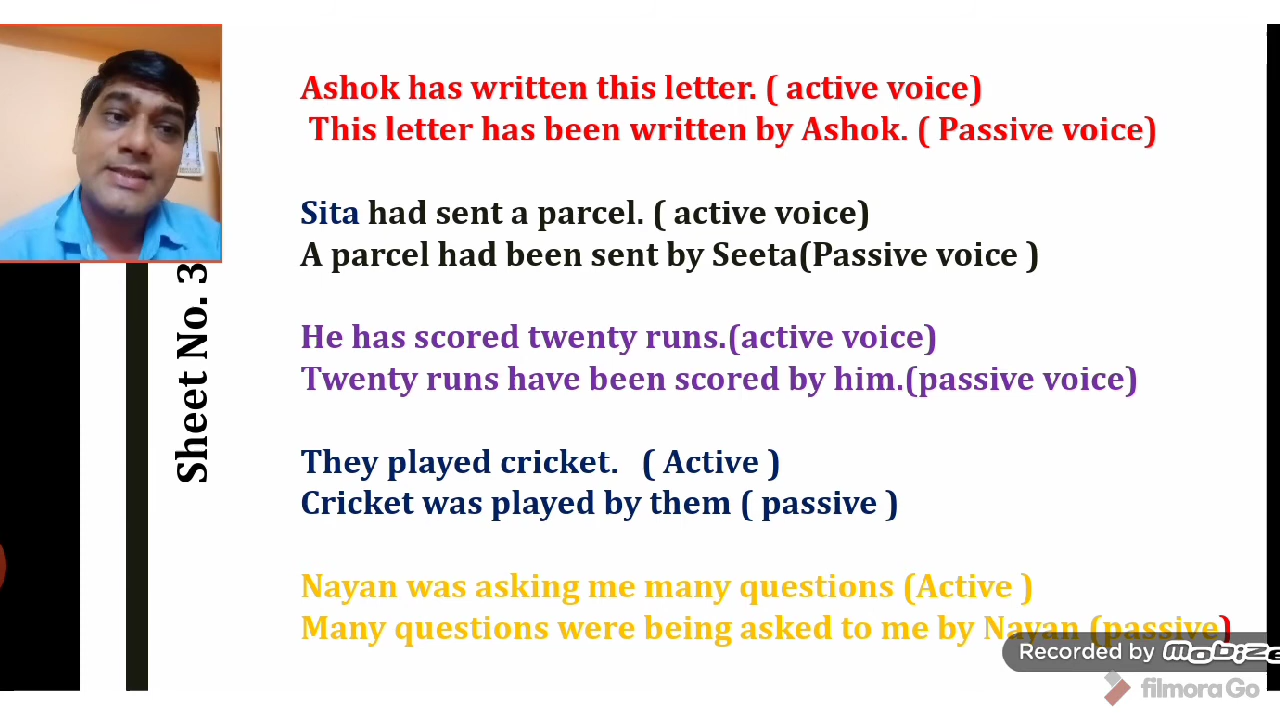 Ashok has written this letter. ( active voice)
This letter has been written by Ashok. ( Passive voice)
Sita had sent a parcel. ( active voice)
A parcel had been sent by Seeta(Passive voice )
He has scored twenty runs.(active voice)
Twenty runs have been scored by him.(passive voice)
They played cricket. ( Active )
Cricket was played by them ( passive )
Nayan was asking me many questions (Active )
Many questions were being asked to me by Nayan (passive)
Sheet No. 3
Recorded by
filmora Go